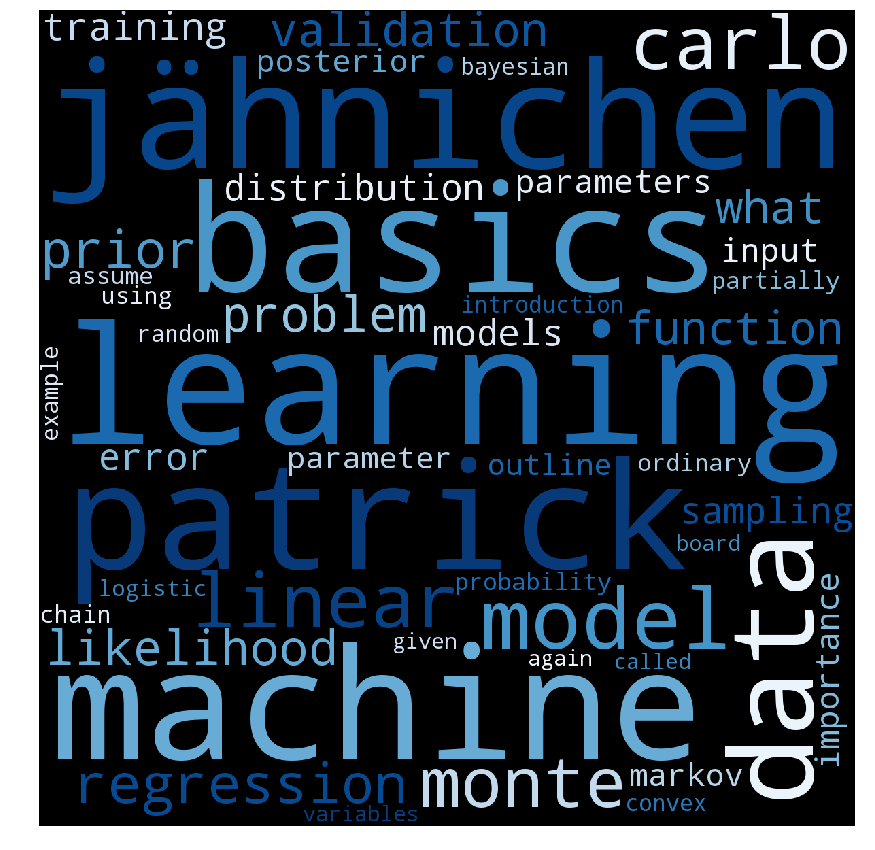 training validation carlo
posterior bayesian
jähnichen
distribution parameters
basics what
prior input
assume partially
using
problem introduction
random models function
learning
example
error parameter outline ordinary
patrick
sampling
board
data
logistic probability
linear model
chain
importance
likelihood given again called
machine
regression monte markov
convex
variables